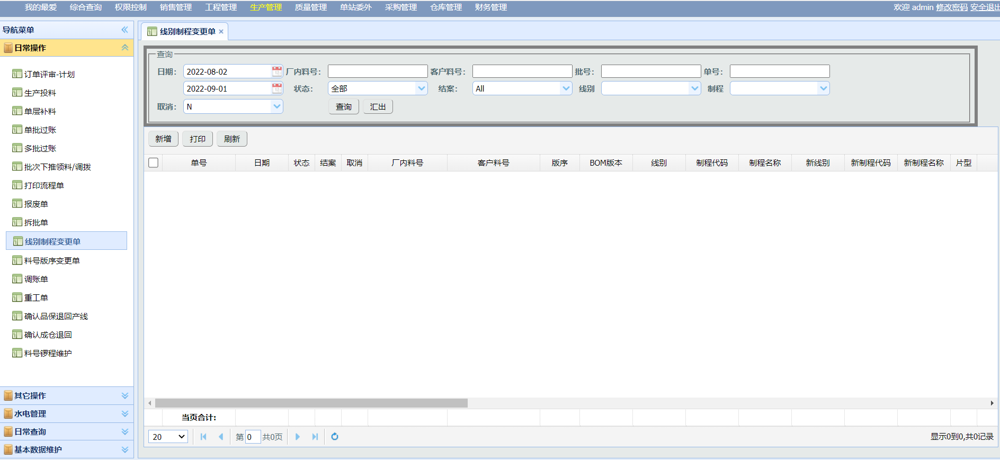 我的最爱 综合查询 权限控制 销售管理 工程管理 生产管理 质量管理 单站委外 采购管理 仓库管理 财务管理 欢迎 admin 修改密码 安全退出
导航菜单
日常操作
订单评审-计划
生产投料
单层补料
单批过账
多批过账
批次下推领料/调拨
打印流程单
报废单
拆批单
线别制程变更单
料号版序变更单
调账单
重工单
确认品保退回产线
确认成仓退回
料号锣程维护
其它操作
水电管理
日常查询
基本数据维护
线别制程变更单 ×
查询
日期： 2022-08-02 厂内料号： 客户料号： 批号： 单号：
2022-09-01 状态： 全部 结案： All 线别 制程
取消： N 查询 汇出
新增 打印 刷新
单号 日期 状态 结案 取消 厂内料号 客户料号 版序 BOM版本 线别 制程代码 制程名称 新线别 新制程代码 新制程名称 片型
当页合计:
20 第 0 共0页 显示0到0,共0记录